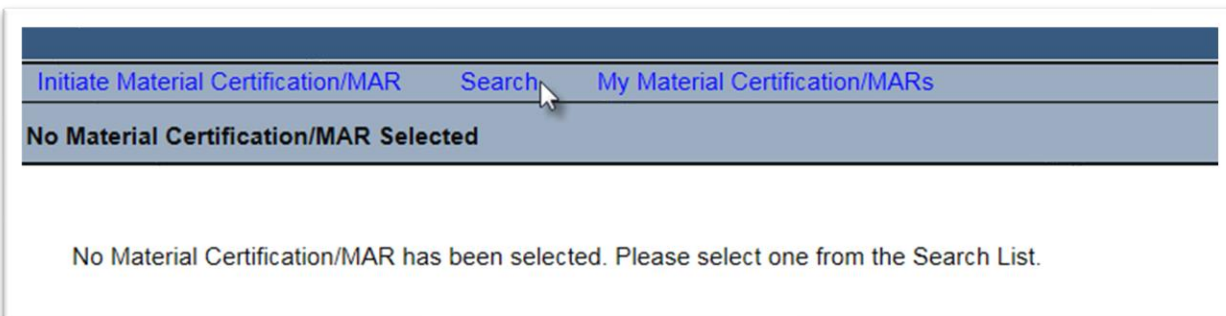 Initiate Material Certification/MAR Search My Material Certification/MARs
No Material Certification/MAR Selected
No Material Certification/MAR has been selected. Please select one from the Search List.